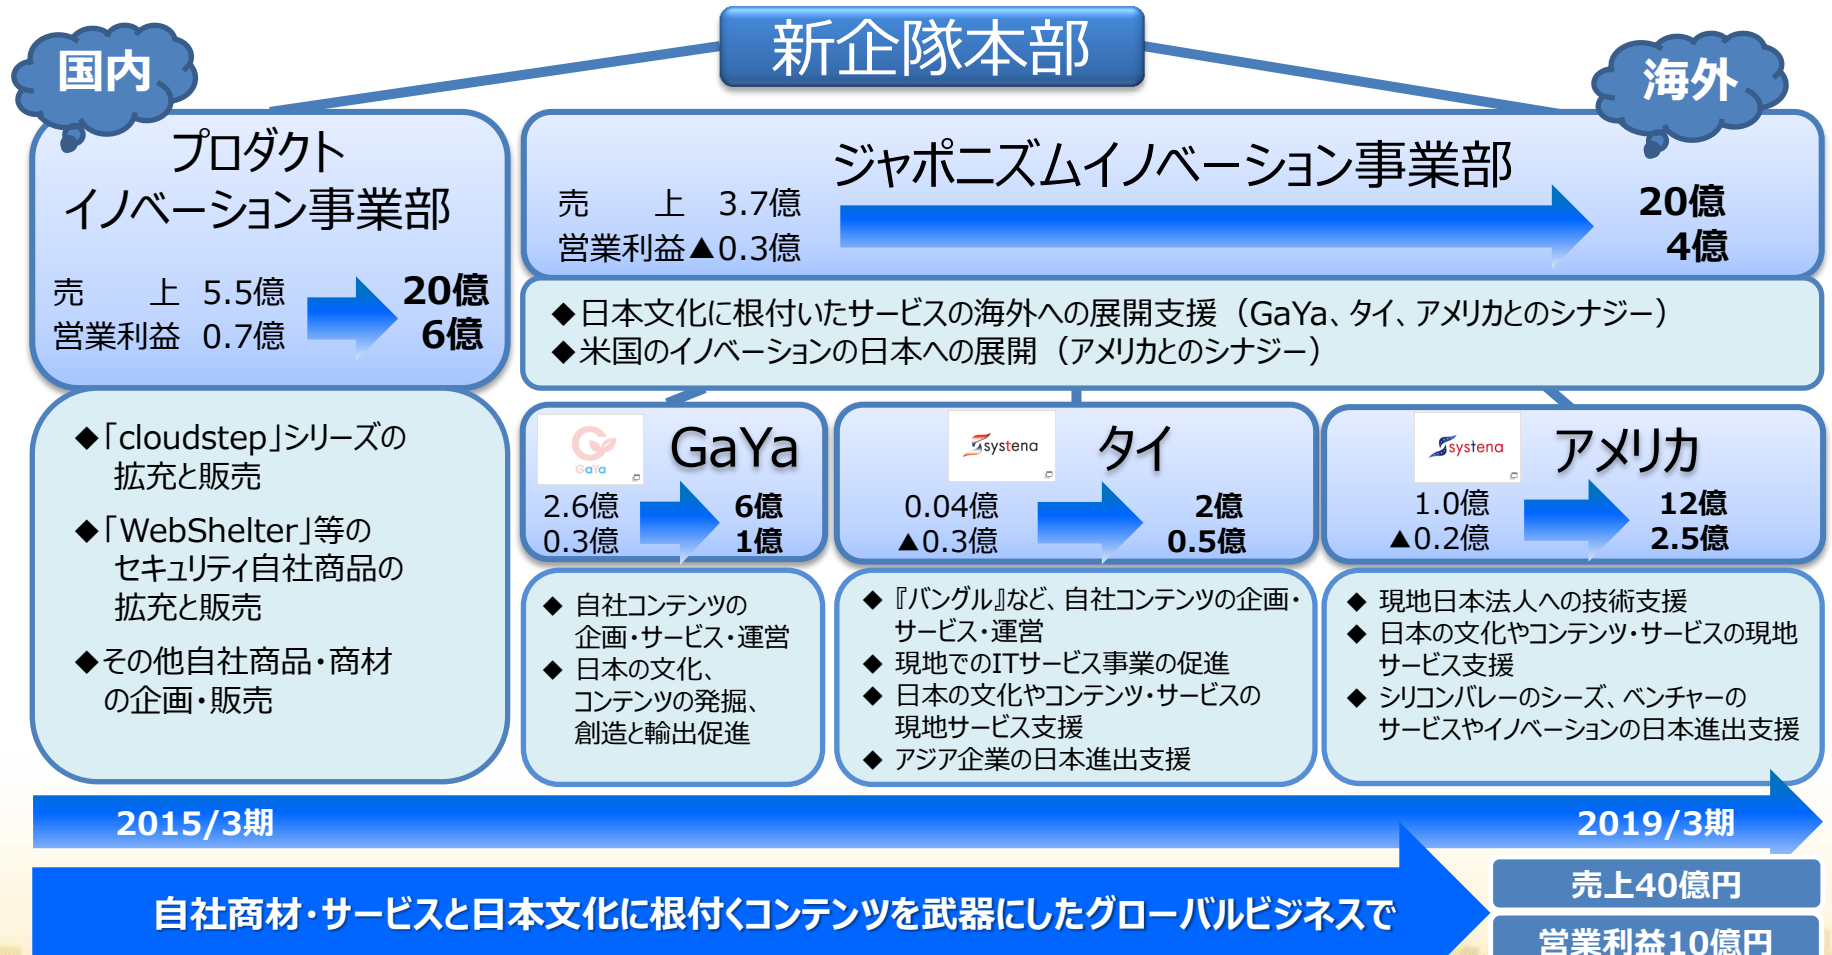 新企隊本部
国内
海外
プロダクト
イノベーション事業部
売　　上 5.5億
営業利益 0.7億
20億
6億
◆「cloudstep」シリーズの
拡充と販売
◆「WebShelter」等の
セキュリティ自社商品の
拡充と販売
◆その他自社商品・商材
の企画・販売
ジャポニズムイノベーション事業部
売　　上 3.7億
営業利益▲0.3億
20億
4億
◆日本文化に根付いたサービスの海外への展開支援（GaYa、タイ、アメリカとのシナジー）
◆米国のイノベーションの日本への展開（アメリカとのシナジー）
GaYa
GaYa
2.6億
0.3億
6億
1億
◆ 自社コンテンツの
企画・サービス・運営
◆ 日本の文化、
コンテンツの発掘、
創造と輸出促進
systena
タイ
0.04億
▲0.3億
2億
0.5億
◆ 『バングル』など、自社コンテンツの企画・
サービス・運営
◆ 現地でのITサービス事業の促進
◆ 日本の文化やコンテンツ・サービスの
現地サービス支援
◆ アジア企業の日本進出支援
systena
アメリカ
1.0億
▲0.2億
12億
2.5億
◆ 現地日本法人への技術支援
◆ 日本の文化やコンテンツ・サービスの現地
サービス支援
◆ シリコンバレーのシーズ、ベンチャーの
サービスやイノベーションの日本進出支援
2015/3期
2019/3期
自社商材・サービスと日本文化に根付くコンテンツを武器にしたグローバルビジネスで
売上40億円
営業利益10億円